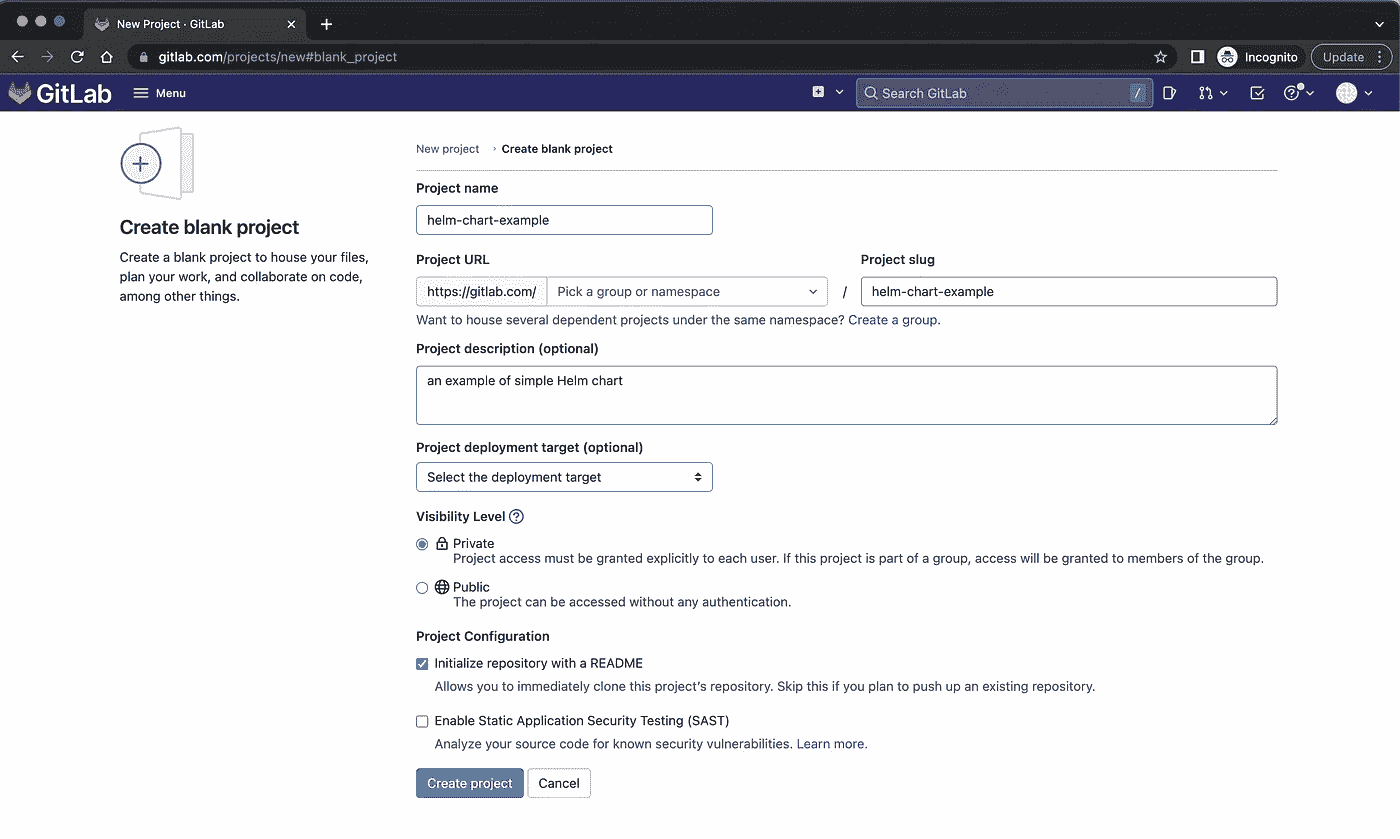 New Project · GitLab
gitlab.com/projects/new#blank_project
Incognito
Update
GitLab
Menu
Search GitLab
/
New project › Create blank project
Create blank project
Create a blank project to house your files,
plan your work, and collaborate on code,
among other things.
Project name
helm-chart-example
Project URL
Project slug
https://gitlab.com/
Pick a group or namespace
/
helm-chart-example
Want to house several dependent projects under the same namespace? Create a group.
Project description (optional)
an example of simple Helm chart
Project deployment target (optional)
Select the deployment target
Visibility Level
Private
Project access must be granted explicitly to each user. If this project is part of a group, access will be granted to members of the group.
Public
The project can be accessed without any authentication.
Project Configuration
Initialize repository with a README
Allows you to immediately clone this project's repository. Skip this if you plan to push up an existing repository.
Enable Static Application Security Testing (SAST)
Analyze your source code for known security vulnerabilities. Learn more.
Create project
Cancel